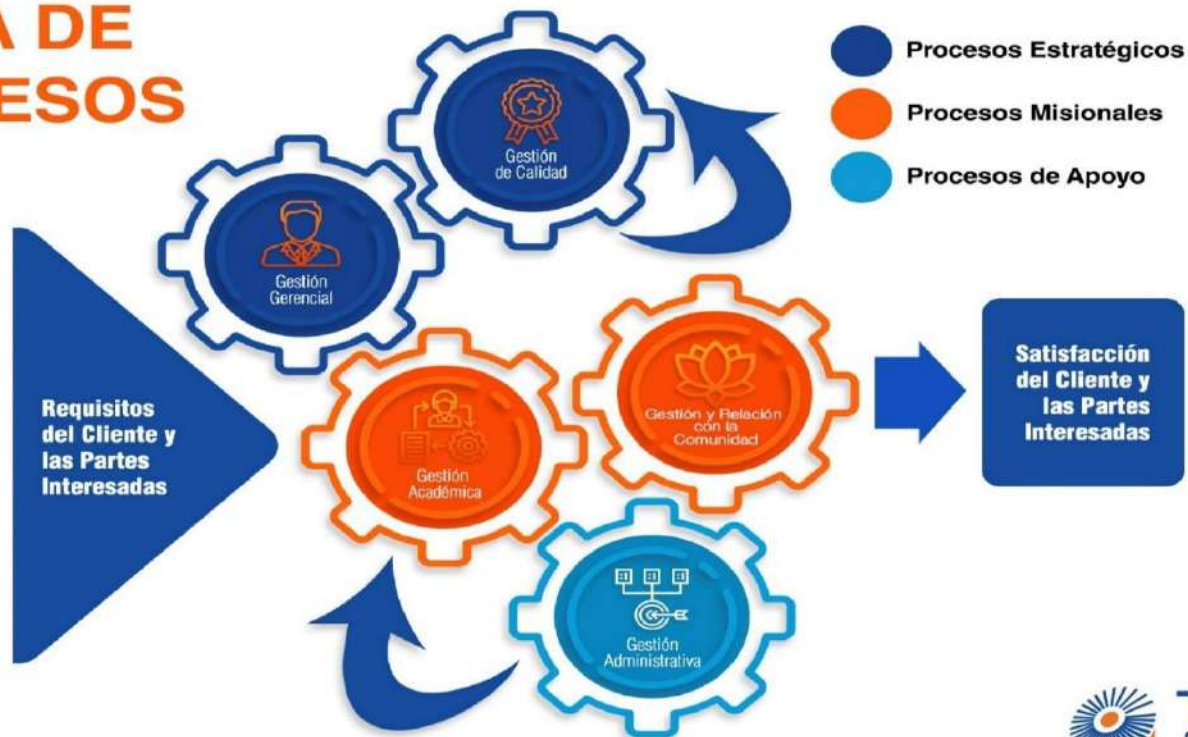 A DE
ESOS
Procesos Estratégicos
Procesos Misionales
Procesos de Apoyo
Gestión
de Calidad
Gestión
Gerencial
Requisitos
del Cliente y
las Partes
Interesadas
Gestión
Académica
Gestión y Relación
con la
Comunidad
Gestión
Administrativa
Satisfacción
del Cliente y
las Partes
Interesadas